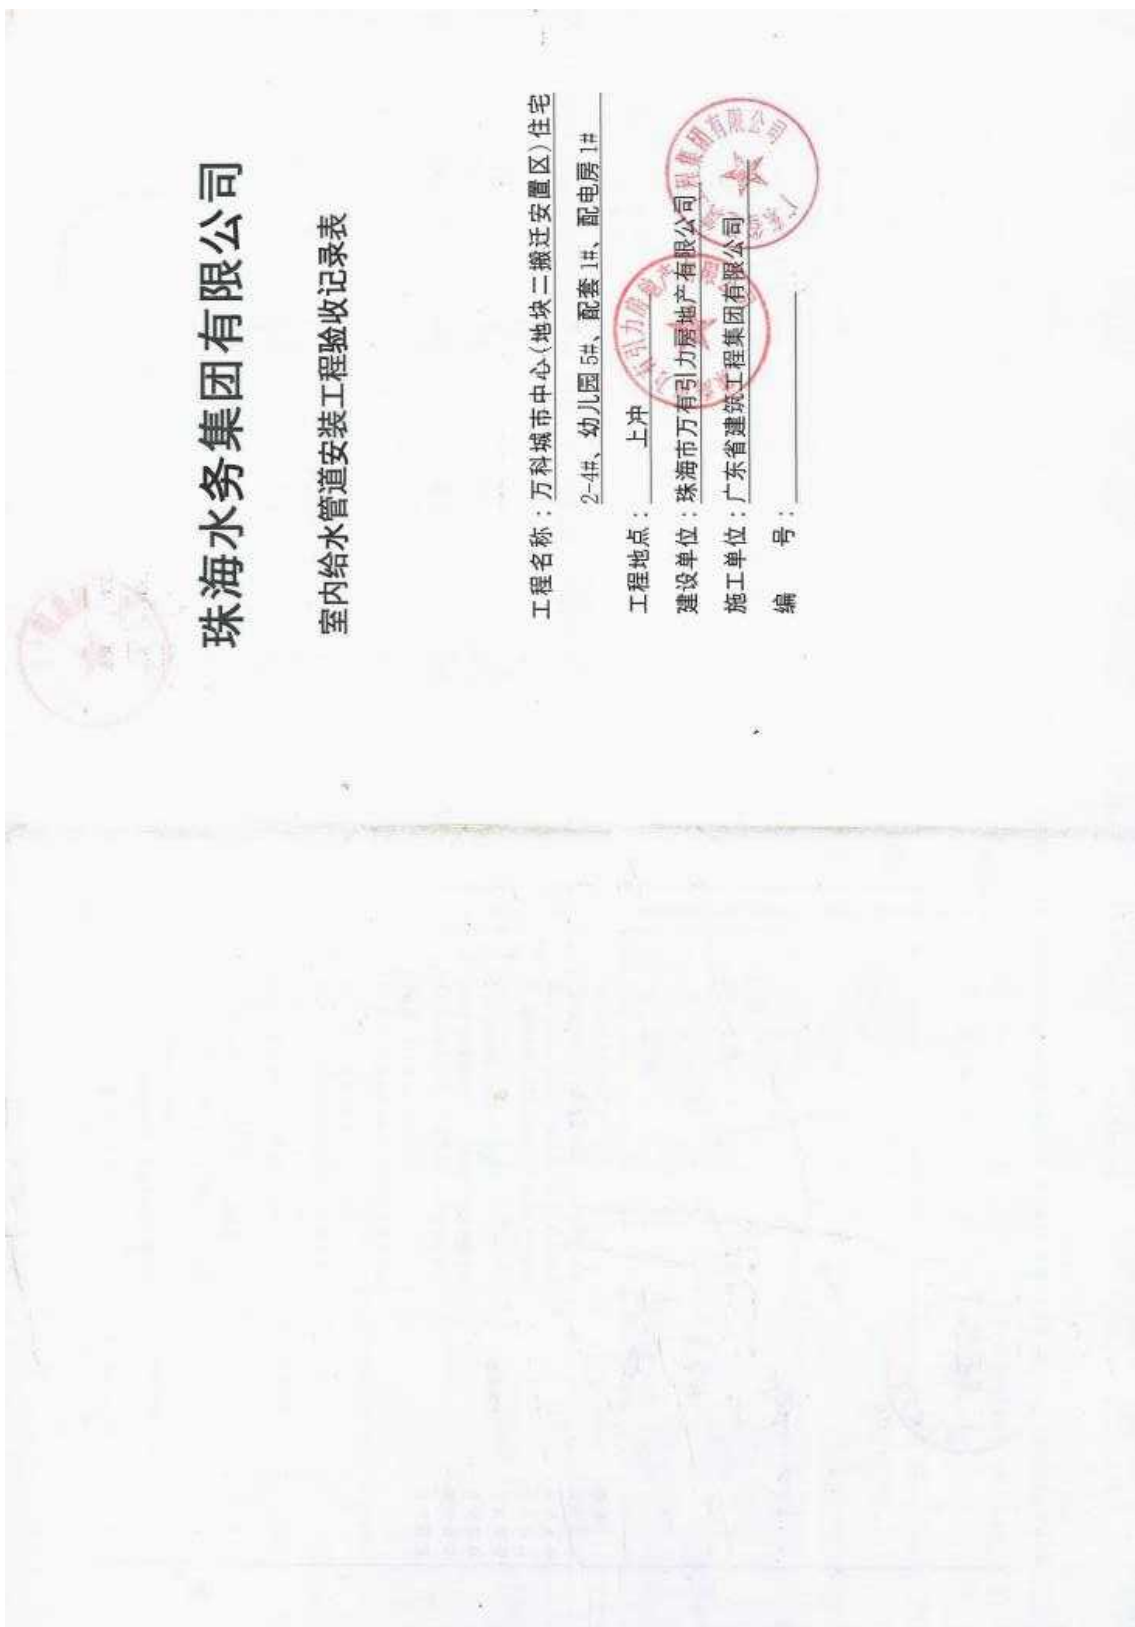 珠海水务集团有限公司
室内给水管道安装工程验收记录表
工程名称：万科城市中心(地块二搬迁安置区)住宅
2-4#、幼儿园 5#、配套 1#、配电房 1#
工程地点： 上冲
建设单位：珠海市万有引力房地产有限公司
施工单位：广东省建筑工程集团有限公司
编 号：